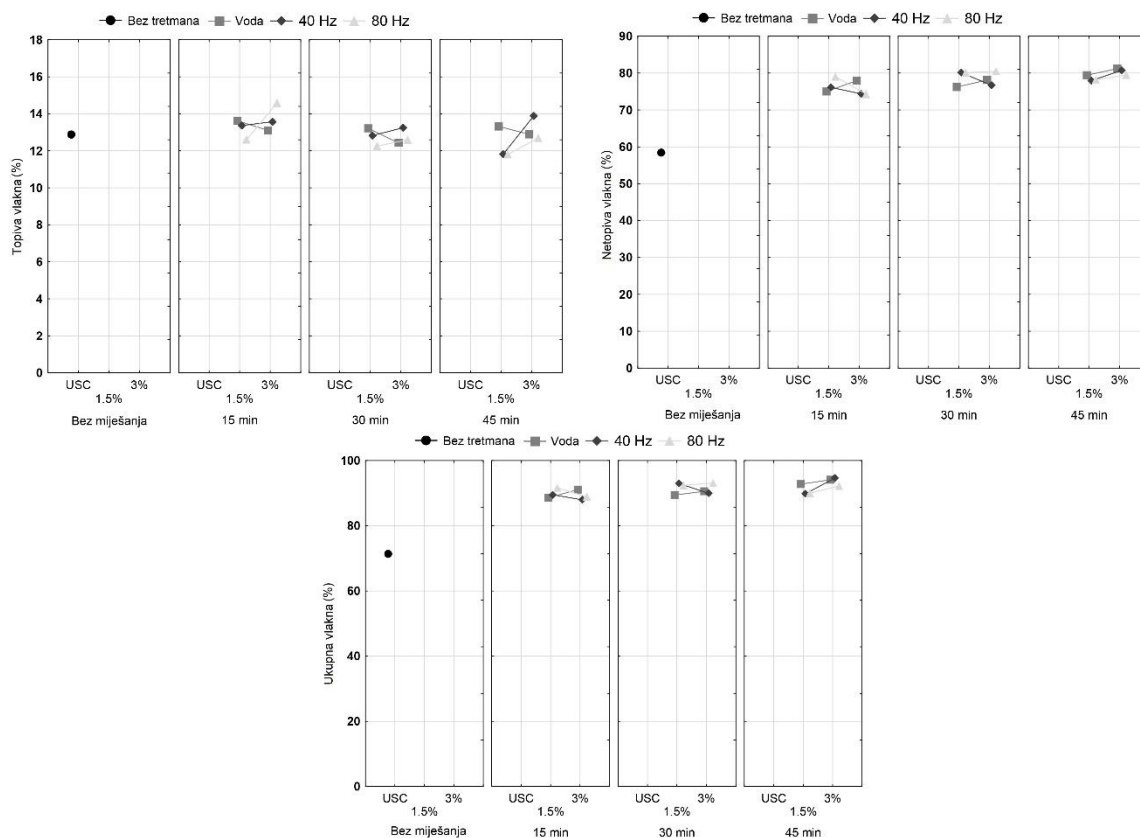 Bez tretmana Voda 40 Hz 80 Hz
Topiva vlakna (%)
18
16
14
12
10
8
6
4
2
0
USC 3% USC 3% USC 3% USC 3%
1.5% 1.5% 1.5% 1.5%
Bez miješanja 15 min 30 min 45 min
Bez tretmana Voda 40 Hz 80 Hz
Netopiva vlakna (%)
90
80
70
60
50
40
30
20
10
0
USC 3% USC 3% USC 3% USC 3%
1.5% 1.5% 1.5% 1.5%
Bez miješanja 15 min 30 min 45 min
Bez tretmana Voda 40 Hz 80 Hz
Ukupna vlakna (%)
100
80
60
40
20
0
USC 3% USC 3% USC 3% USC 3%
1.5% 1.5% 1.5% 1.5%
Bez miješanja 15 min 30 min 45 min